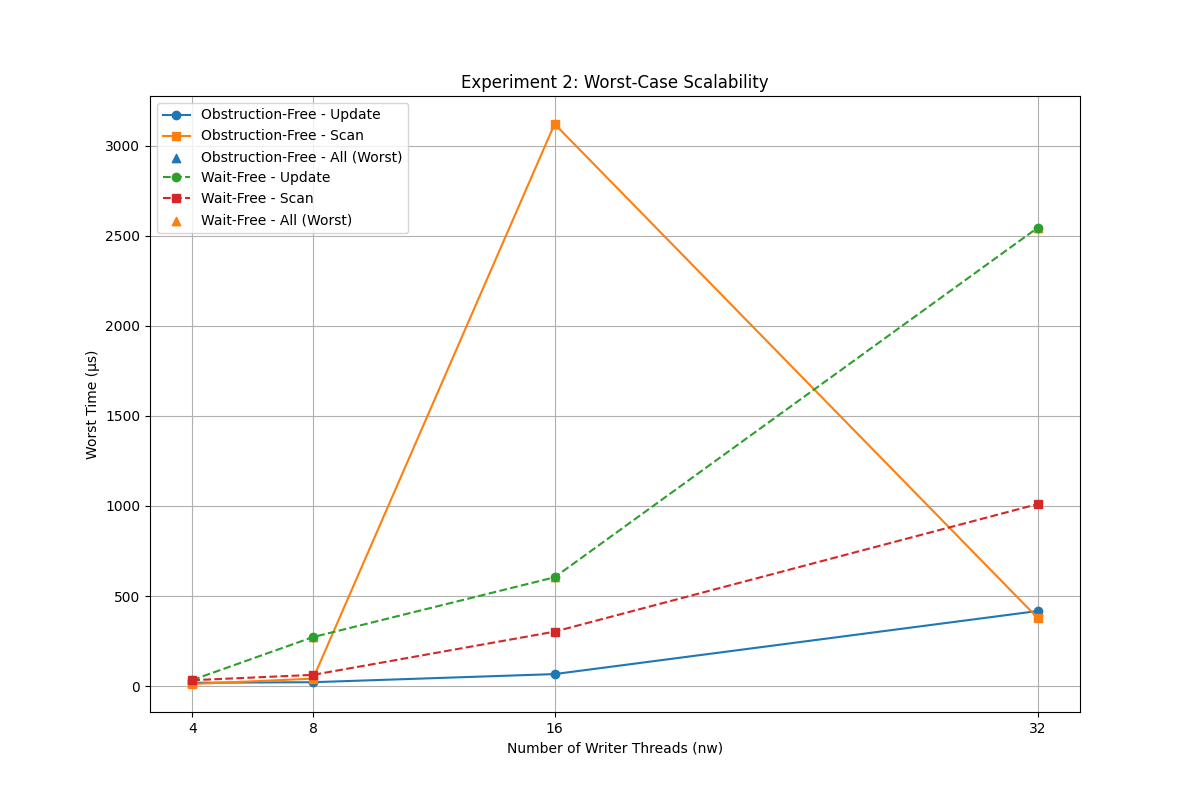 Experiment 2: Worst-Case Scalability
Obstruction-Free - Update
Obstruction-Free - Scan
Obstruction-Free - All (Worst)
Wait-Free - Update
Wait-Free - Scan
Wait-Free - All (Worst)
3000
2500
2000
1500
1000
500
0
Worst Time (μs)
4 8 16 32
Number of Writer Threads (nw)